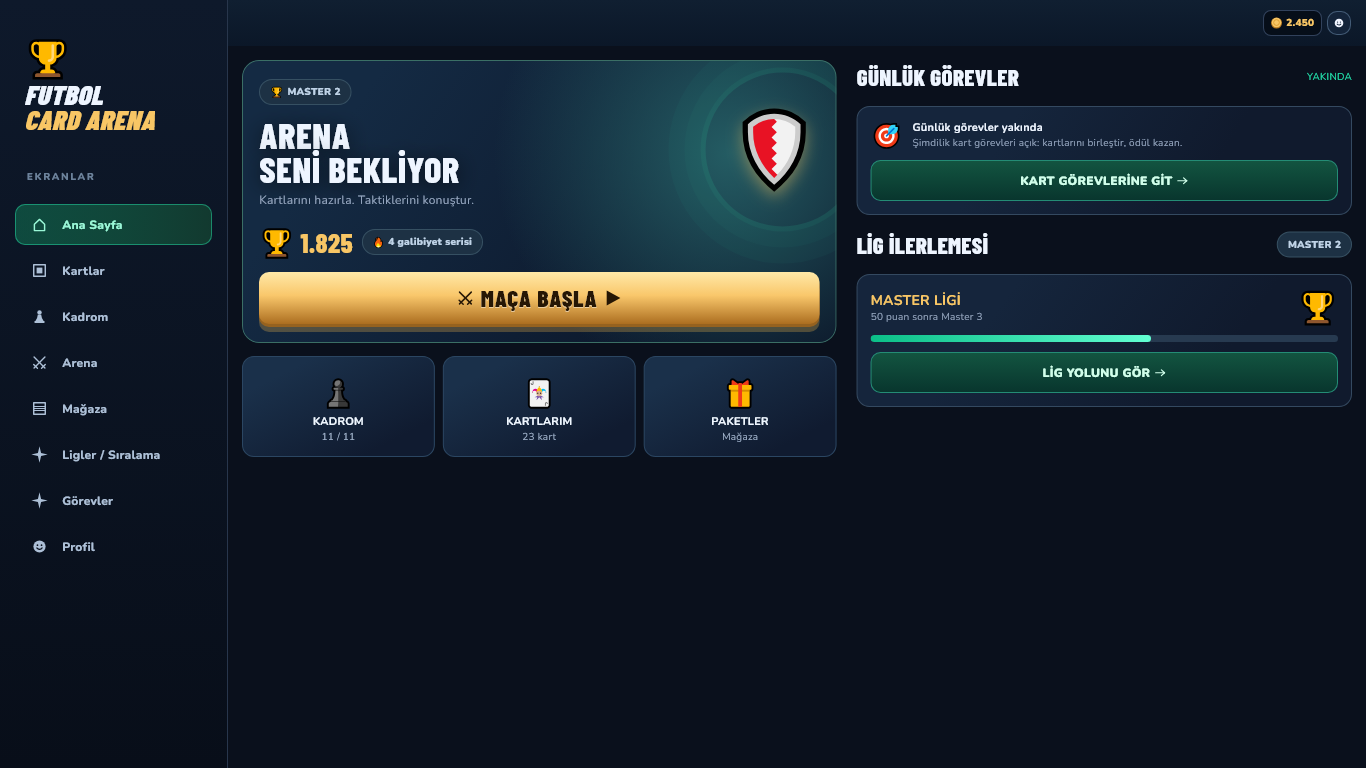 FUTBOL
CARD ARENA
EKRANLAR
Ana Sayfa
Kartlar
Kadrom
Arena
Mağaza
Ligler / Sıralama
Görevler
Profil
2.450
MASTER 2
ARENA
SENİ BEKLİYOR
Kartlarını hazırla. Taktiklerini konuştur.
1.825
4 galibiyet serisi
MAÇA BAŞLA
KADROM
11 / 11
KARTLARIM
23 kart
PAKETLER
Mağaza
GÜNLÜK GÖREVLER
YAKINDA
Günlük görevler yakında
Şimdilik kart görevleri açık: kartlarını birleştir, ödül kazan.
KART GÖREVLERİNE GİT →
LİG İLERLEMESİ
MASTER 2
MASTER LİGİ
50 puan sonra Master 3
LİG YOLUNU GÖR →